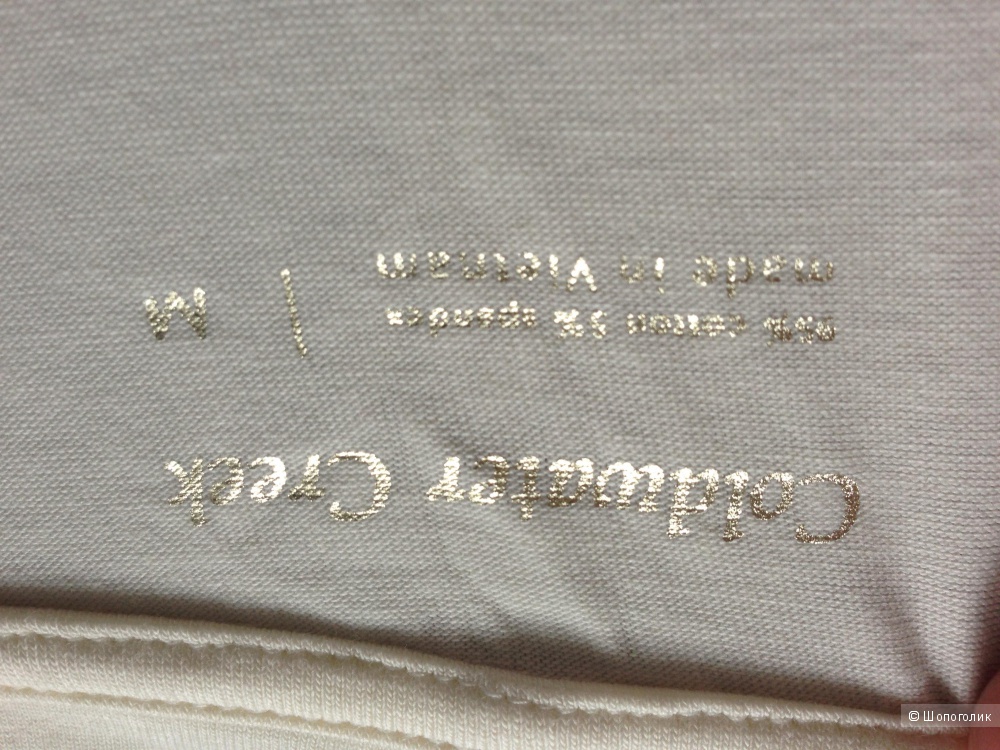 Coldwater Creek
95% cotton 5% spandex
made in Vietnam
| M
© Шопоголик